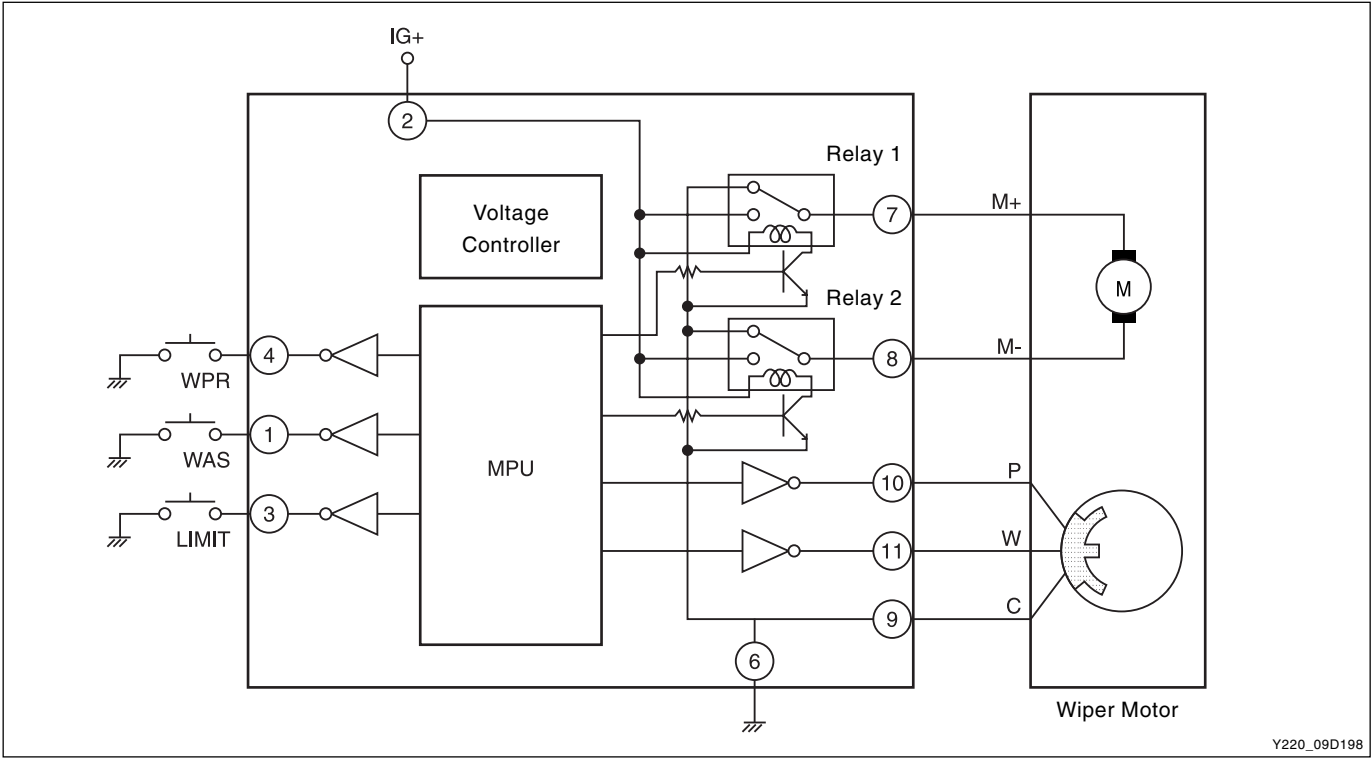 IG+
2
Relay 1
Voltage
Controller
7
M+
M
Relay 2
4
WPR
8
M-
1
WAS
MPU
3
LIMIT
10
P
11
W
9
C
6
Wiper Motor
Y220_09D198